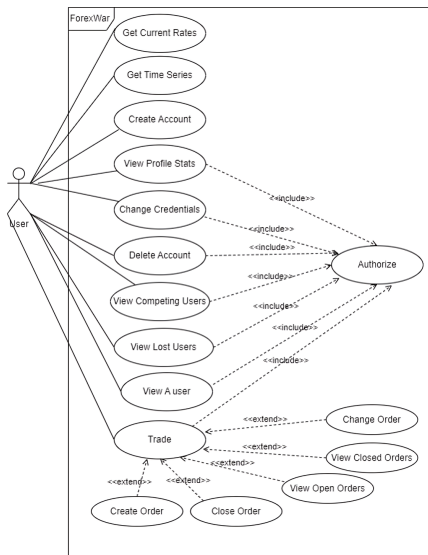 ForexWar
Get Current Rates
Get Time Series
Create Account
View Profile Stats
<<include>>
Change Credentials
User
<<include>>
Delete Account
<<include>>
Authorize
<<include>>
View Competing Users
<<include>>
View Lost Users
<<include>>
View A user
<<include>>
Change Order
<<extend>>
Trade
<<extend>>
View Closed Orders
<<extend>>
<<extend>>
<<extend>>
View Open Orders
Create Order
Close Order